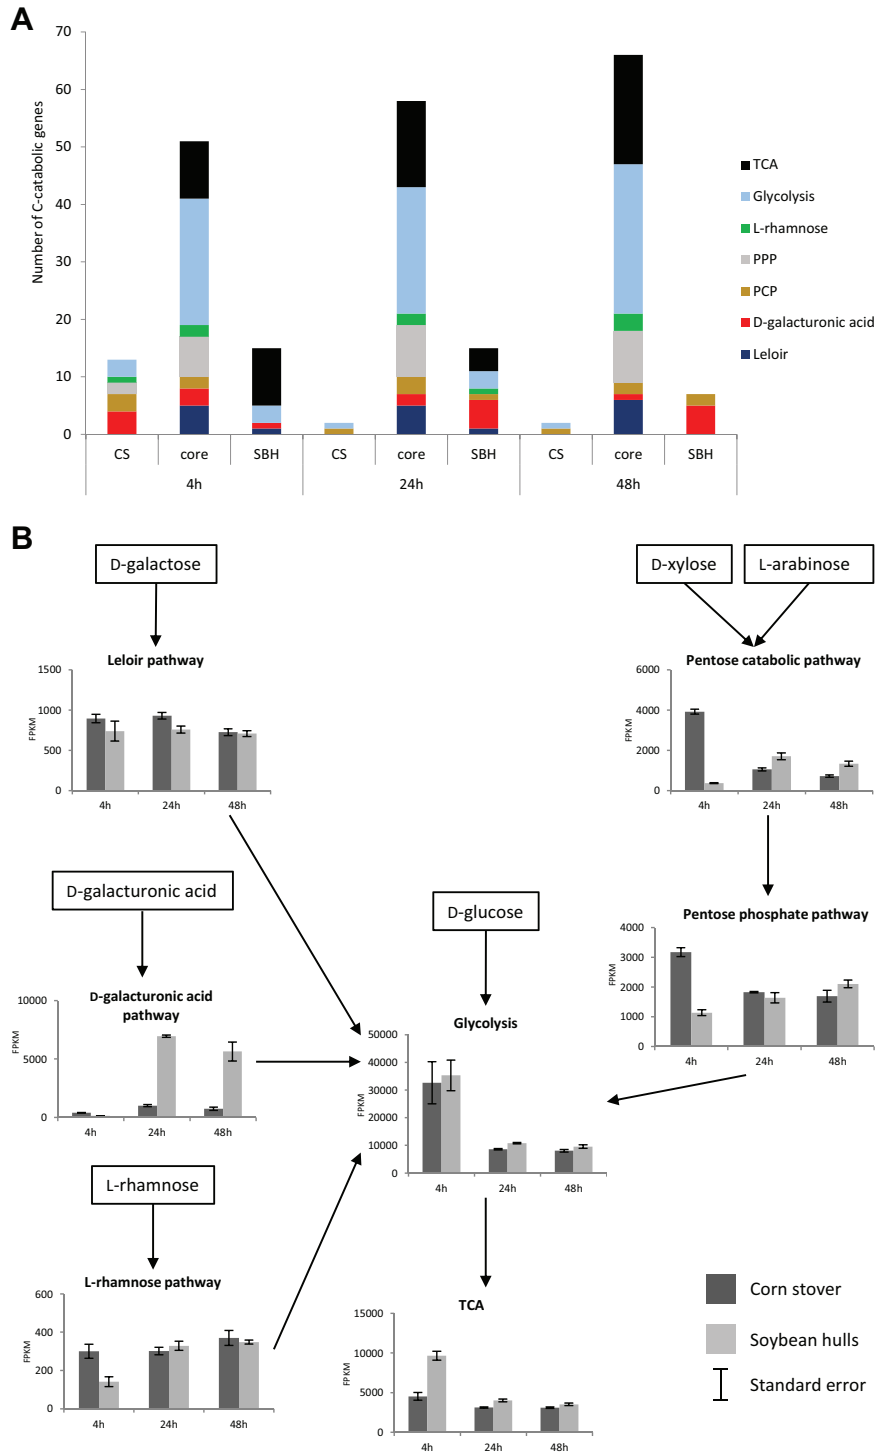 A
70
60
50
40
30
20
10
0
Number of C-catabolic genes
CS core SBH CS core SBH CS core SBH
4h 24h 48h
TCA
Glycolysis
L-rhamnose
PPP
PCP
D-galacturonic acid
Leloir
B
D-galactose
D-xylose
L-arabinose
Leloir pathway
1500
1000
500
0
FPKM
4h 24h 48h
Pentose catabolic pathway
6000
4000
2000
0
FPKM
4h 24h 48h
D-galacturonic acid
D-glucose
D-galacturonic acid
pathway
10000
5000
0
FPKM
4h 24h 48h
Glycolysis
50000
40000
30000
20000
10000
0
FPKM
4h 24h 48h
Pentose phosphate pathway
4000
3000
2000
1000
0
FPKM
4h 24h 48h
L-rhamnose
L-rhamnose pathway
600
400
200
0
FPKM
4h 24h 48h
TCA
15000
10000
5000
0
FPKM
4h 24h 48h
Corn stover
Soybean hulls
Standard error